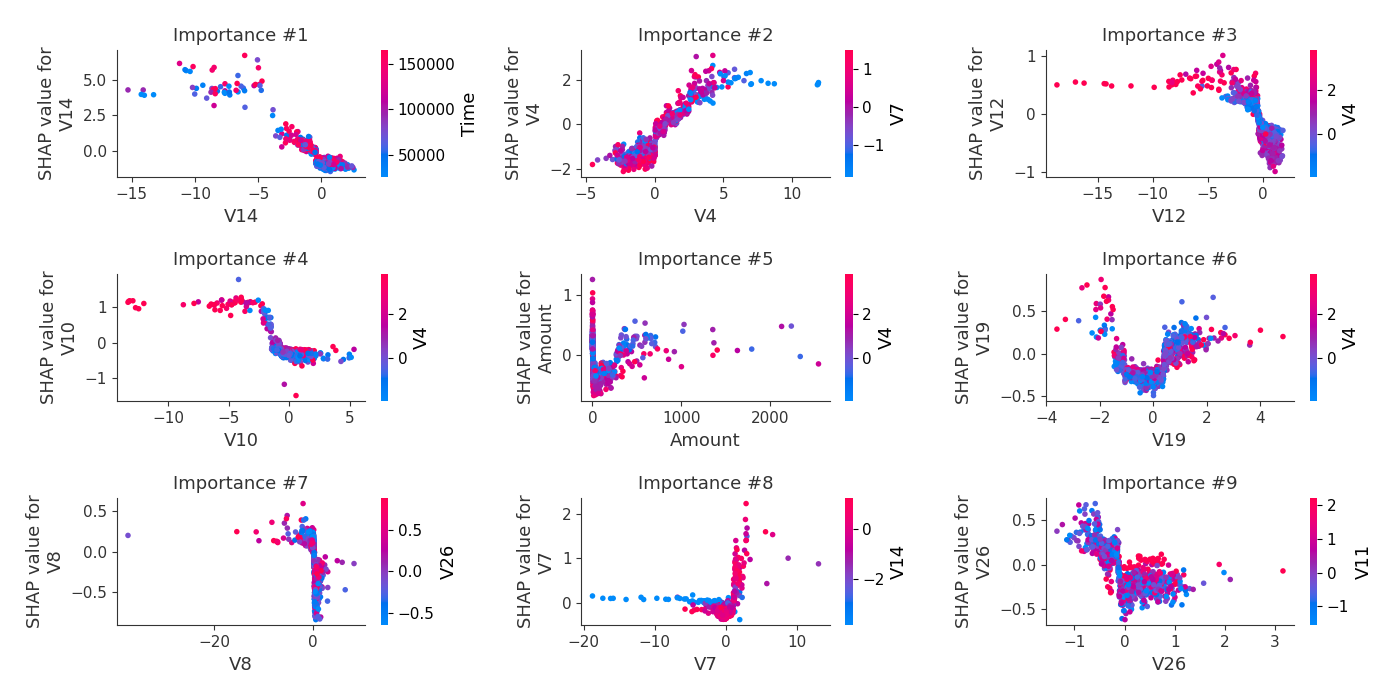 Importance #1
SHAP value for
V14
5.0
2.5
0.0
−15
−10
−5
0
V14
150000
100000
50000
Time
Importance #2
SHAP value for
V4
2
0
−2
−5
0
5
10
V4
1
0
−1
V7
Importance #3
SHAP value for
V12
1
0
−1
−15
−10
−5
0
V12
2
0
V4
Importance #4
SHAP value for
V10
1
0
−1
−10
−5
0
5
V10
2
0
V4
Importance #5
SHAP value for
Amount
1
0
0
1000
2000
Amount
2
0
V4
Importance #6
SHAP value for
V19
0.5
0.0
−0.5
−4
−2
0
2
4
V19
2
0
V4
Importance #7
SHAP value for
V8
0.5
0.0
−0.5
−20
0
V8
0.5
0.0
−0.5
V26
Importance #8
SHAP value for
V7
2
1
0
−20
−10
0
10
V7
0
−2
V14
Importance #9
SHAP value for
V26
0.5
0.0
−0.5
−1
0
1
2
3
V26
2
1
0
−1
V11